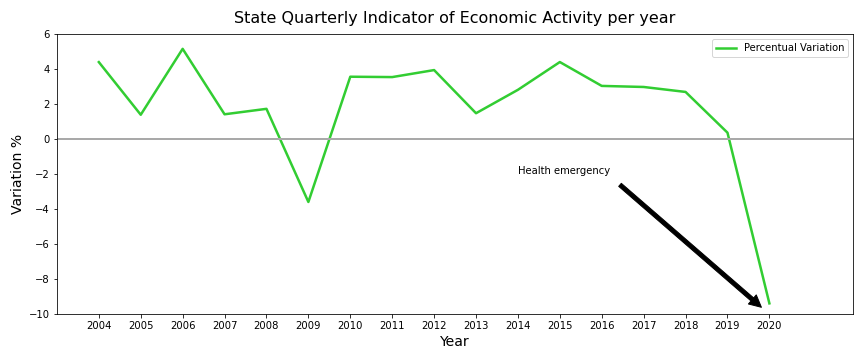 State Quarterly Indicator of Economic Activity per year
Percentual Variation
Variation %
6
4
2
0
−2
−4
−6
−8
−10
Health emergency
2004 2005 2006 2007 2008 2009 2010 2011 2012 2013 2014 2015 2016 2017 2018 2019 2020
Year